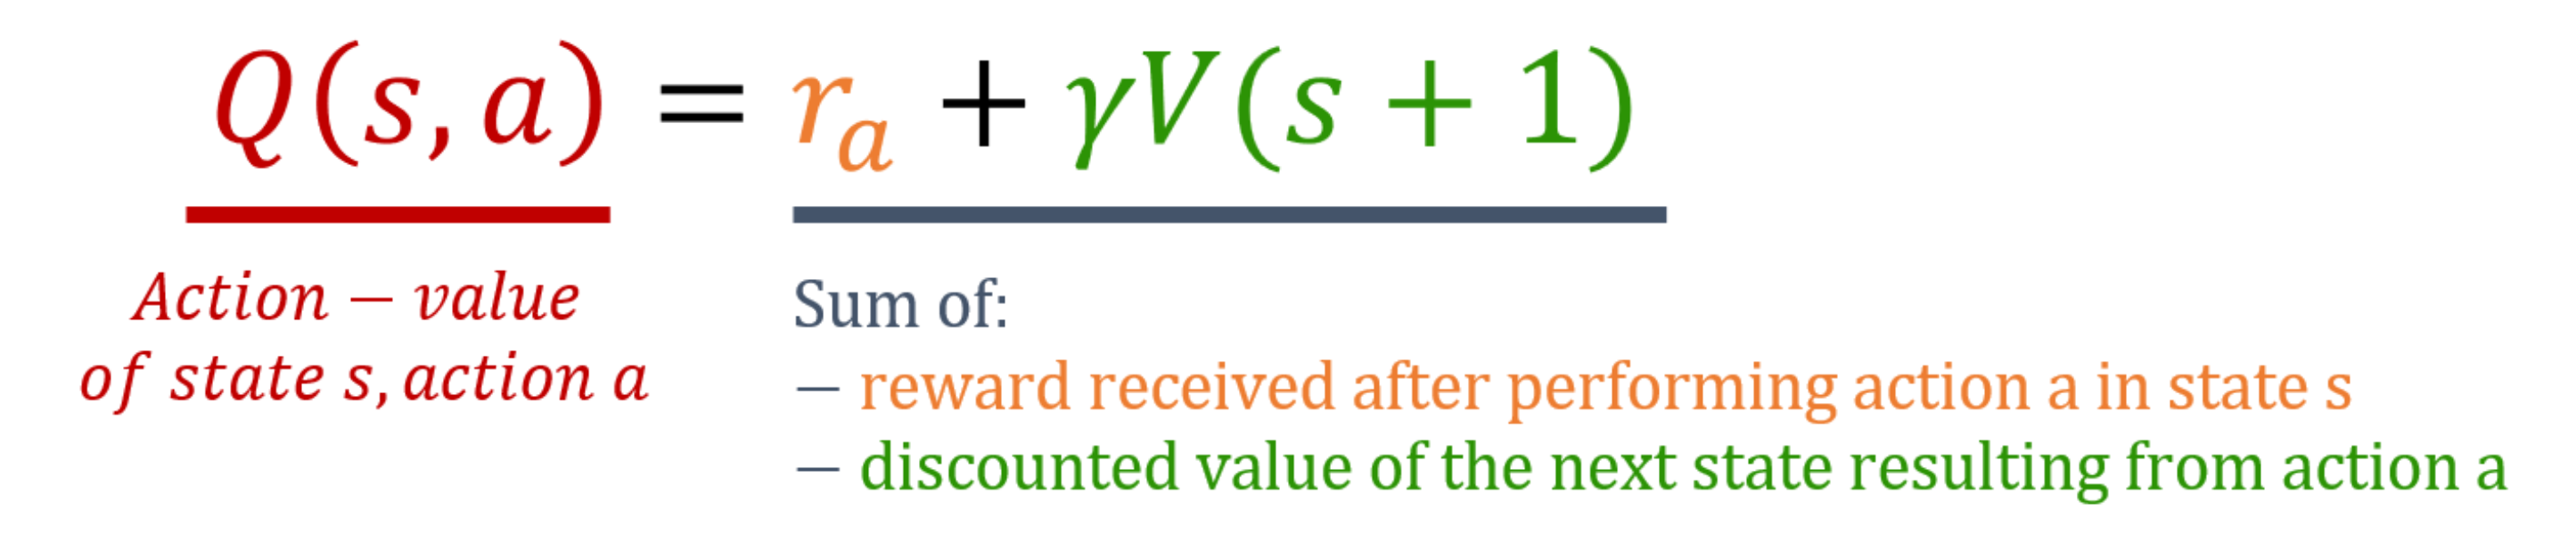 Q(s, a) = rₐ + γV(s + 1)
Action − value
of state s, action a
Sum of:
− reward received after performing action a in state s
− discounted value of the next state resulting from action a